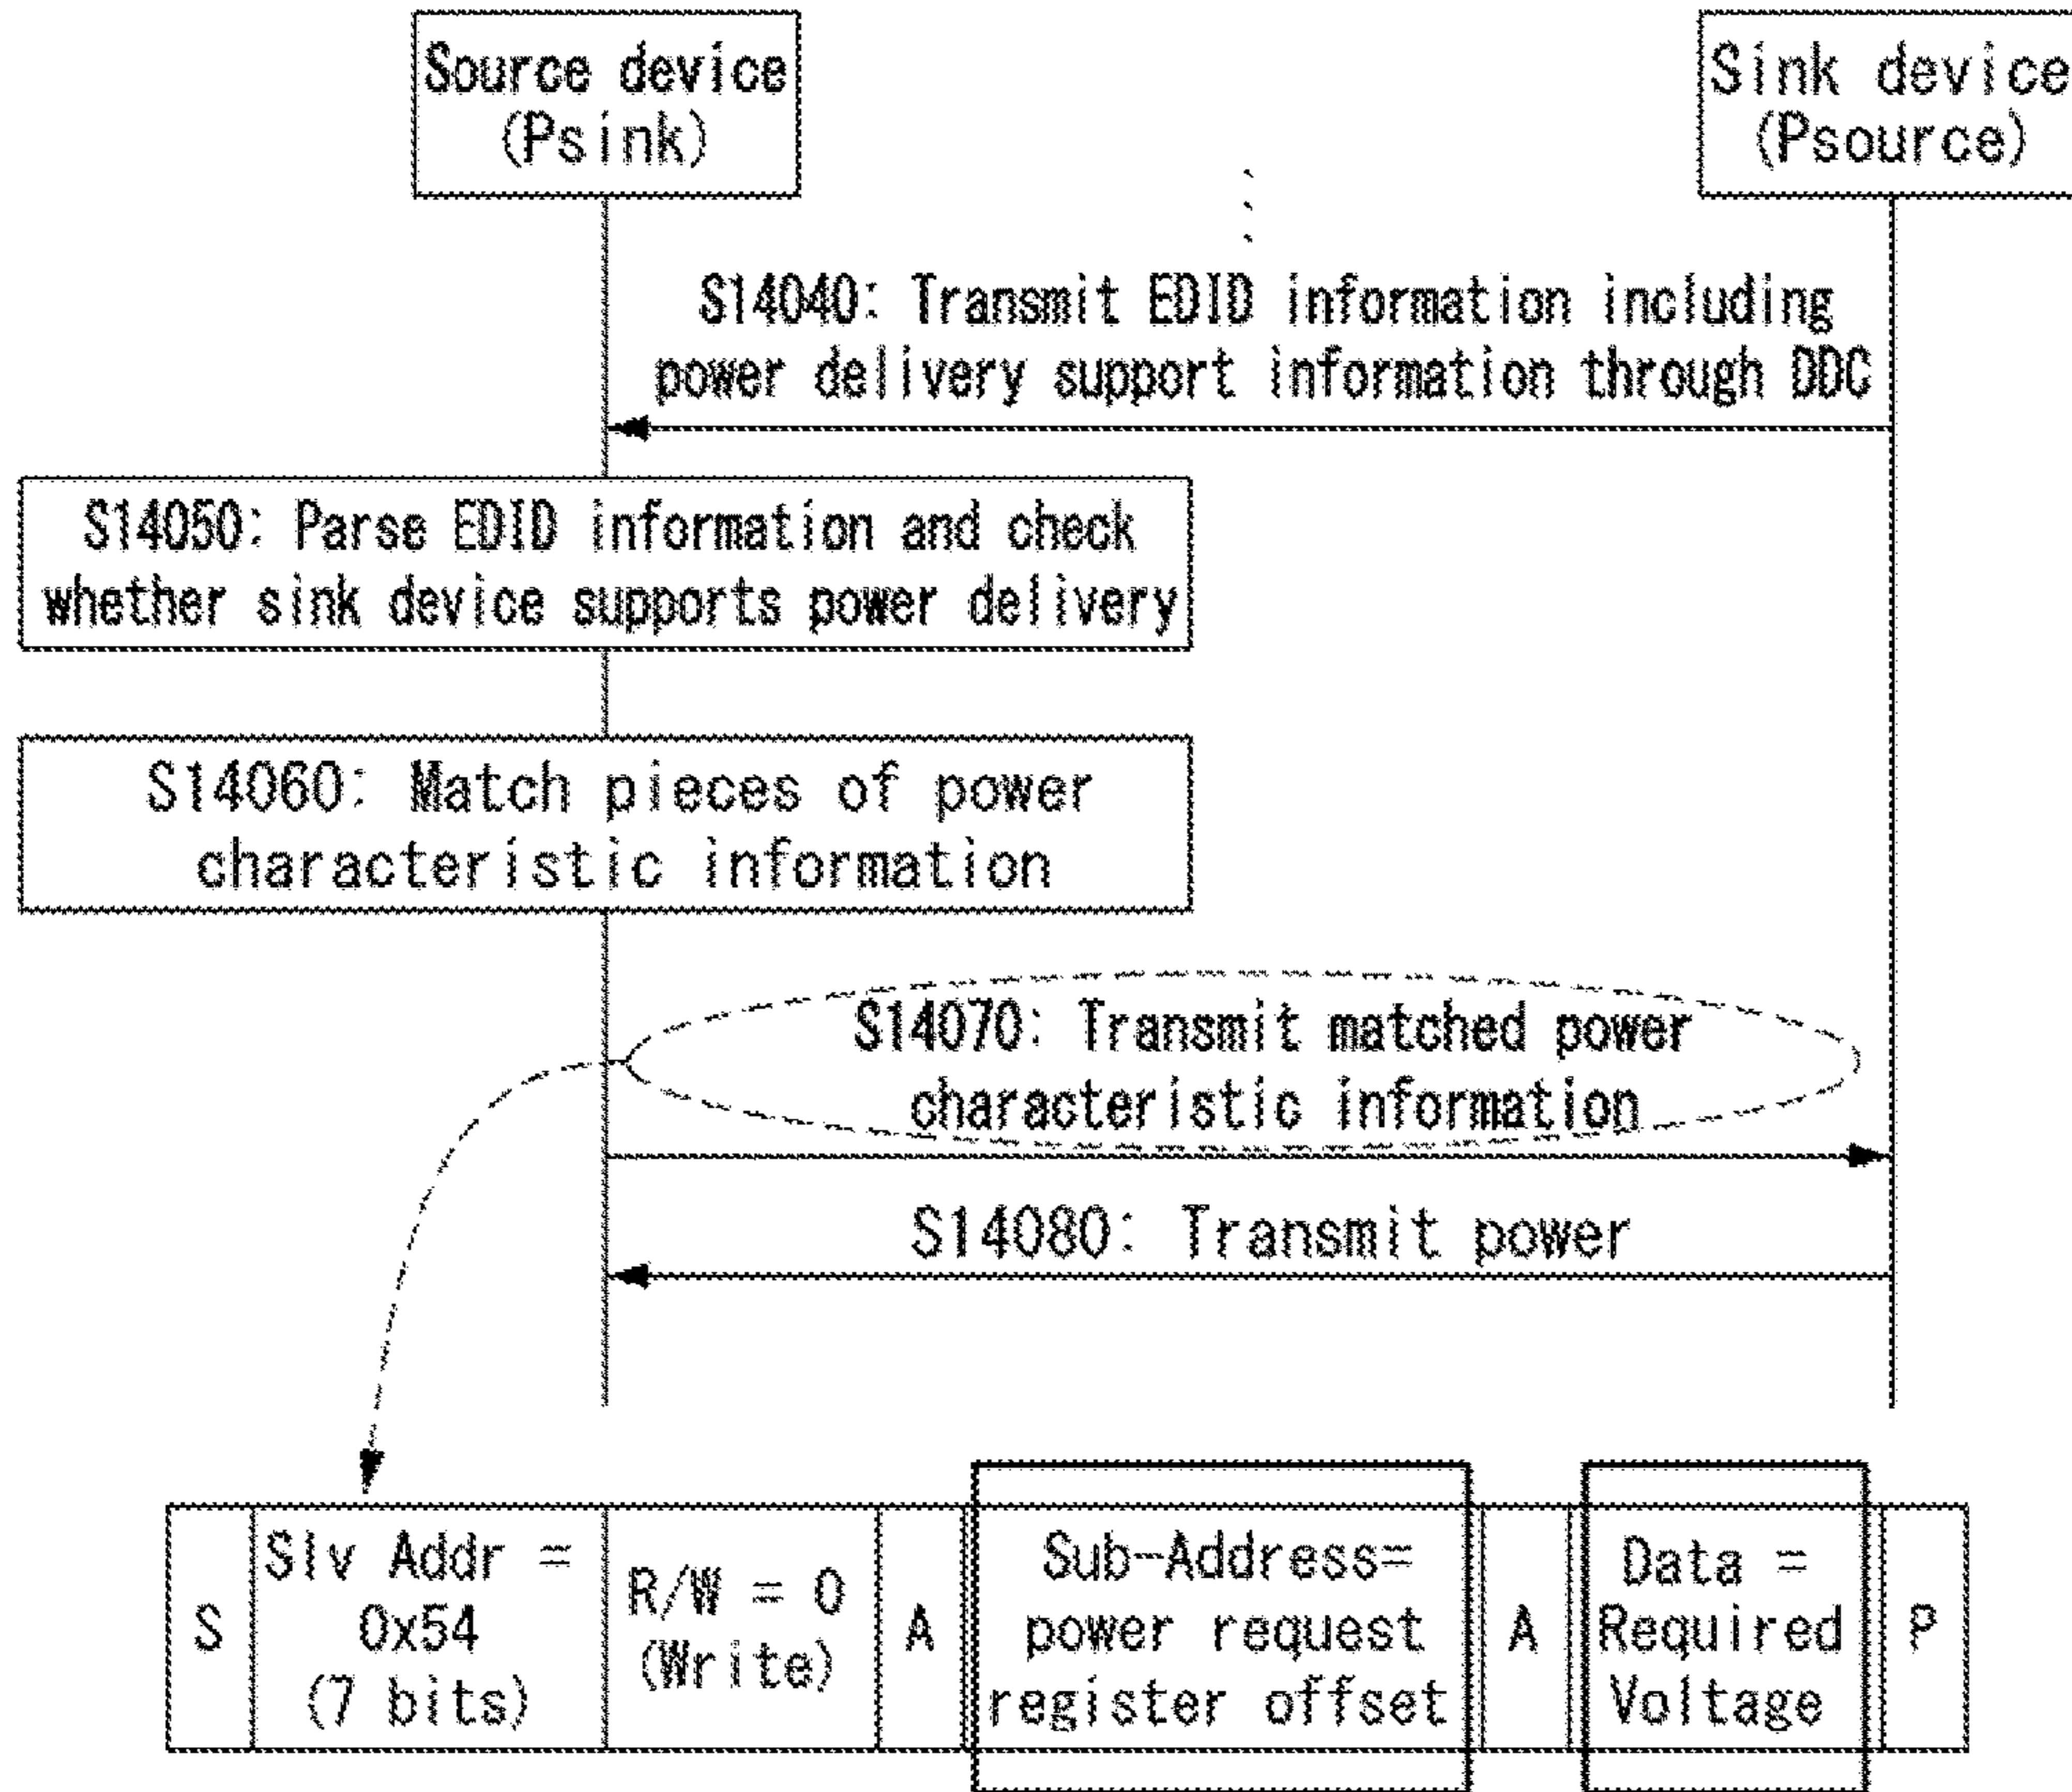 Source device
(Psink)
Sink device
(Psource)
S14040: Transmit EDID information including
power delivery support information through DDC
S14050: Parse EDID information and check
whether sink device supports power delivery
S14060: Match pieces of power
characteristic information
S14070: Transmit matched power
characteristic information
S14080: Transmit power
S
Slv Addr =
0x54
(7 bits)
R/W = 0
(Write)
A
Sub-Address=
power request
register offset
A
Data =
Required
Voltage
P